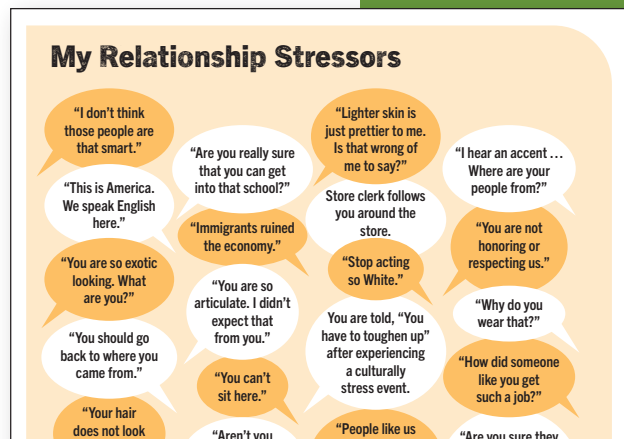 My Relationship Stressors
“I don’t think
those people are
that smart.”
“This is America.
We speak English
here.”
“You are so exotic
looking. What
are you?”
“You should go
back to where you
came from.”
“Your hair
does not look
“Are you really sure
that you can get
into that school?”
“Immigrants ruined
the economy.”
“You are so
articulate. I didn’t
expect that
from you.”
“You can’t
sit here.”
“Aren’t you
“Lighter skin is
just prettier to me.
Is that wrong of
me to say?”
Store clerk follows
you around the
store.
“Stop acting
so White.”
You are told, “You
have to toughen up”
after experiencing
a culturally
stress event.
“People like us
“I hear an accent …
Where are your
people from?”
“You are not
honoring or
respecting us.”
“Why do you
wear that?”
“How did someone
like you get
such a job?”
“Are you sure they